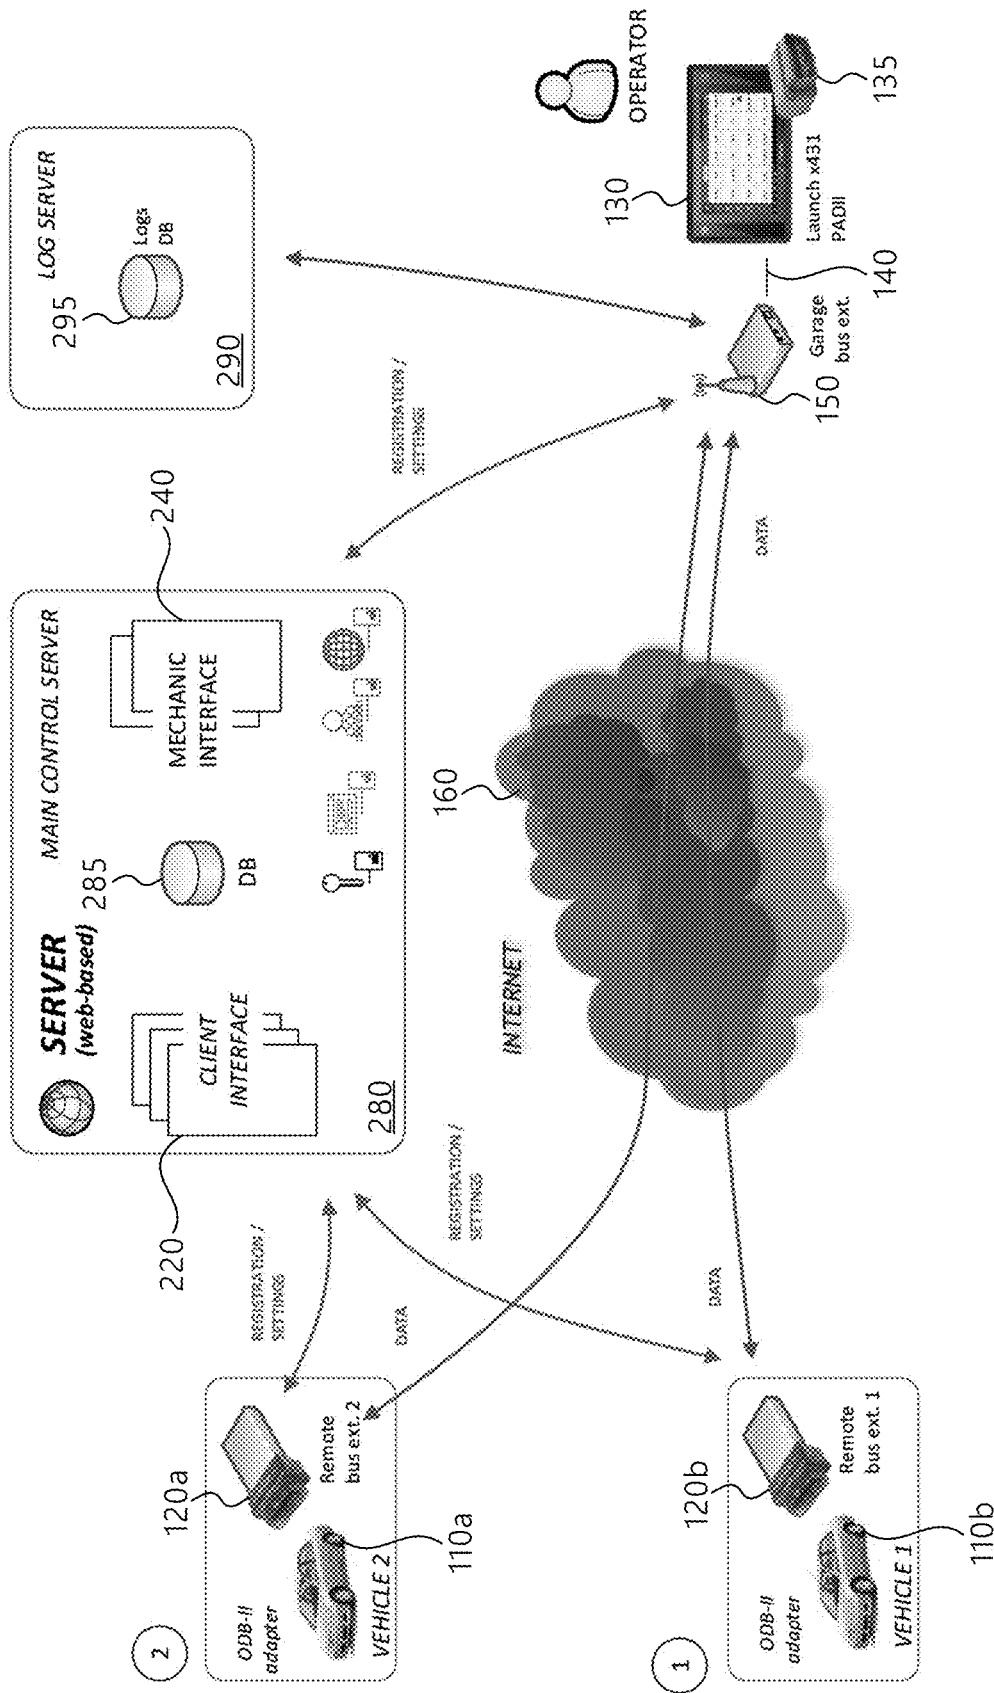 SERVER
(web-based)
MAIN CONTROL SERVER
220
CLIENT
INTERFACE
285
DB
MECHANIC
INTERFACE
240
280
LOG SERVER
295
Logs
DB
290
REGISTRATION /
SETTINGS
REGISTRATION /
SETTINGS
REGISTRATION /
SETTINGS
2
ODB-II
adapter
120a
Remote
bus ext. 2
VEHICLE 2
110a
DATA
INTERNET
160
DATA
DATA
1
ODB-II
adapter
120b
Remote
bus ext. 1
VEHICLE 1
110b
150
Garage
bus ext.
140
130
OPERATOR
Launch x431
PADII
135